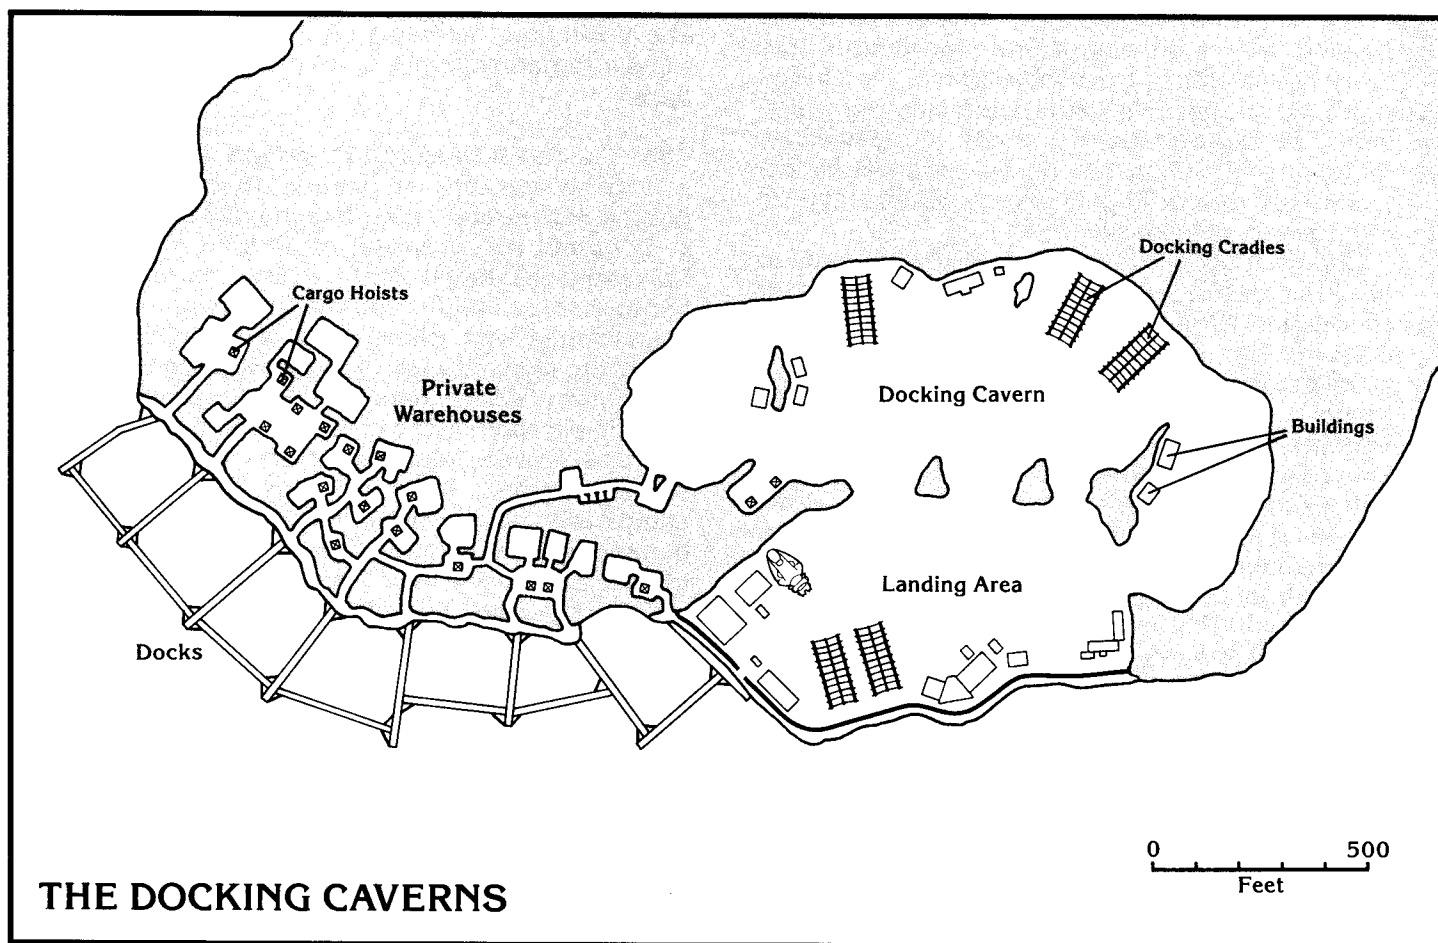 Docking Cradles
Cargo Hoists
Private
Warehouses
Docking Cavern
Buildings
Landing Area
Docks
0 500
Feet
THE DOCKING CAVERNS